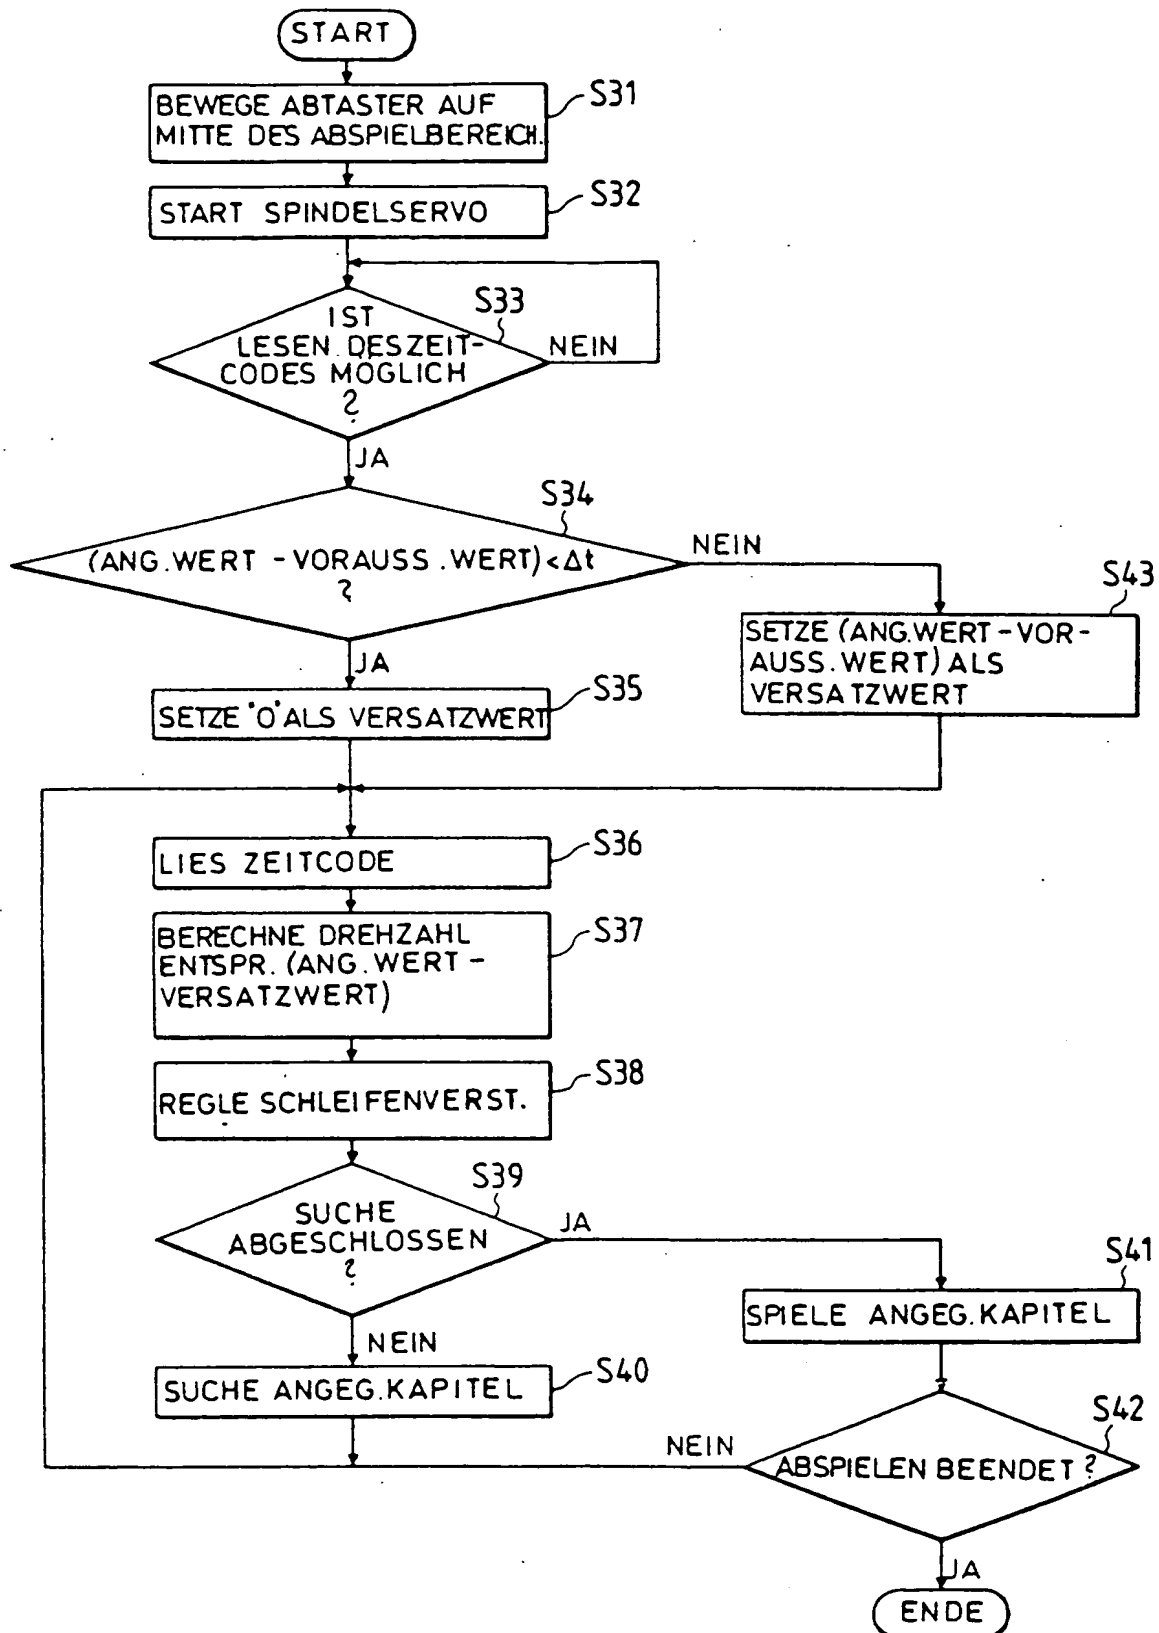 START
BEWEGE ABTASTER AUF
MITTE DES ABSPIELBEREICH.
S31
START SPINDELSERVO
S32
S33
IST
LESEN DES ZEIT-
CODES MÖGLICH
?
NEIN
JA
S34
(ANG.WERT - VORAUSS.WERT)<Δt
?
NEIN
JA
S43
SETZE (ANG.WERT-VOR-
AUSS.WERT) ALS
VERSATZWERT
S35
SETZE "O" ALS VERSATZWERT
S36
LIES ZEITCODE
S37
BERECHNE DREHZAHL
ENTSPR. (ANG.WERT -
VERSATZWERT)
S38
REGLE SCHLEIFENVERST.
S39
SUCHE
ABGESCHLOSSEN
?
JA
NEIN
S41
SPIELE ANGEG.KAPITEL
S40
SUCHE ANGEG.KAPITEL
S42
NEIN
ABSPIELEN BEENDET ?
JA
ENDE